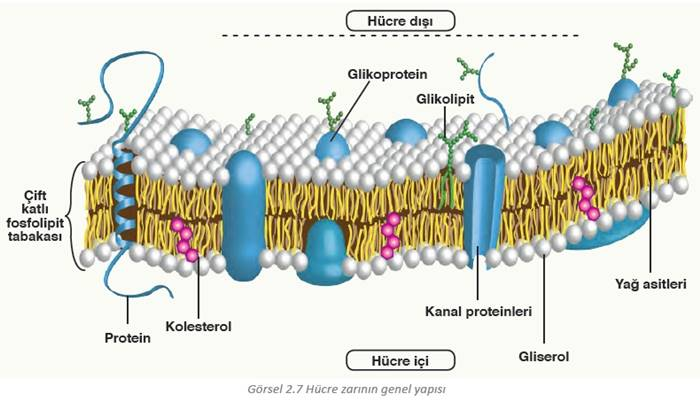 Hücre dışı
Glikoprotein
Glikolipit
Çift
katlı
fosfolipit
tabakası
Yağ asitleri
Kanal proteinleri
Kolesterol
Protein
Gliserol
Hücre içi
Görsel 2.7 Hücre zarının genel yapısı